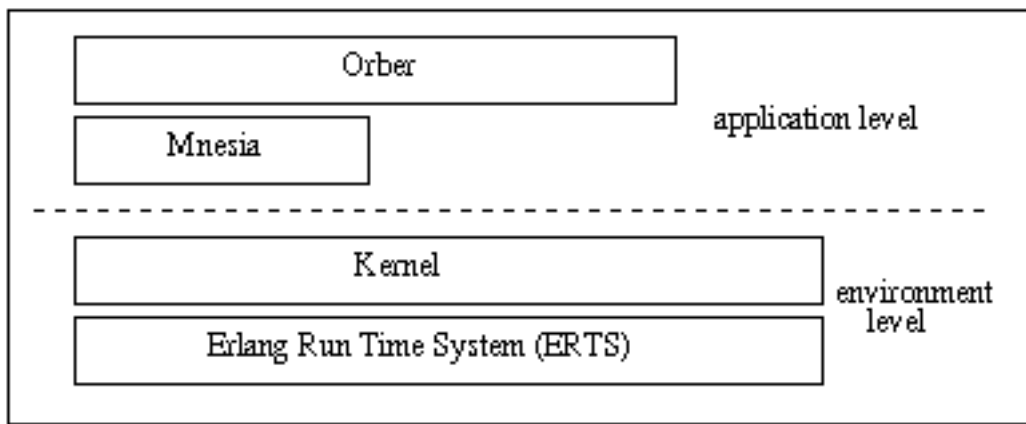 Orber
application level
Mnesia
Kernel
environment
level
Erlang Run Time System (ERTS)